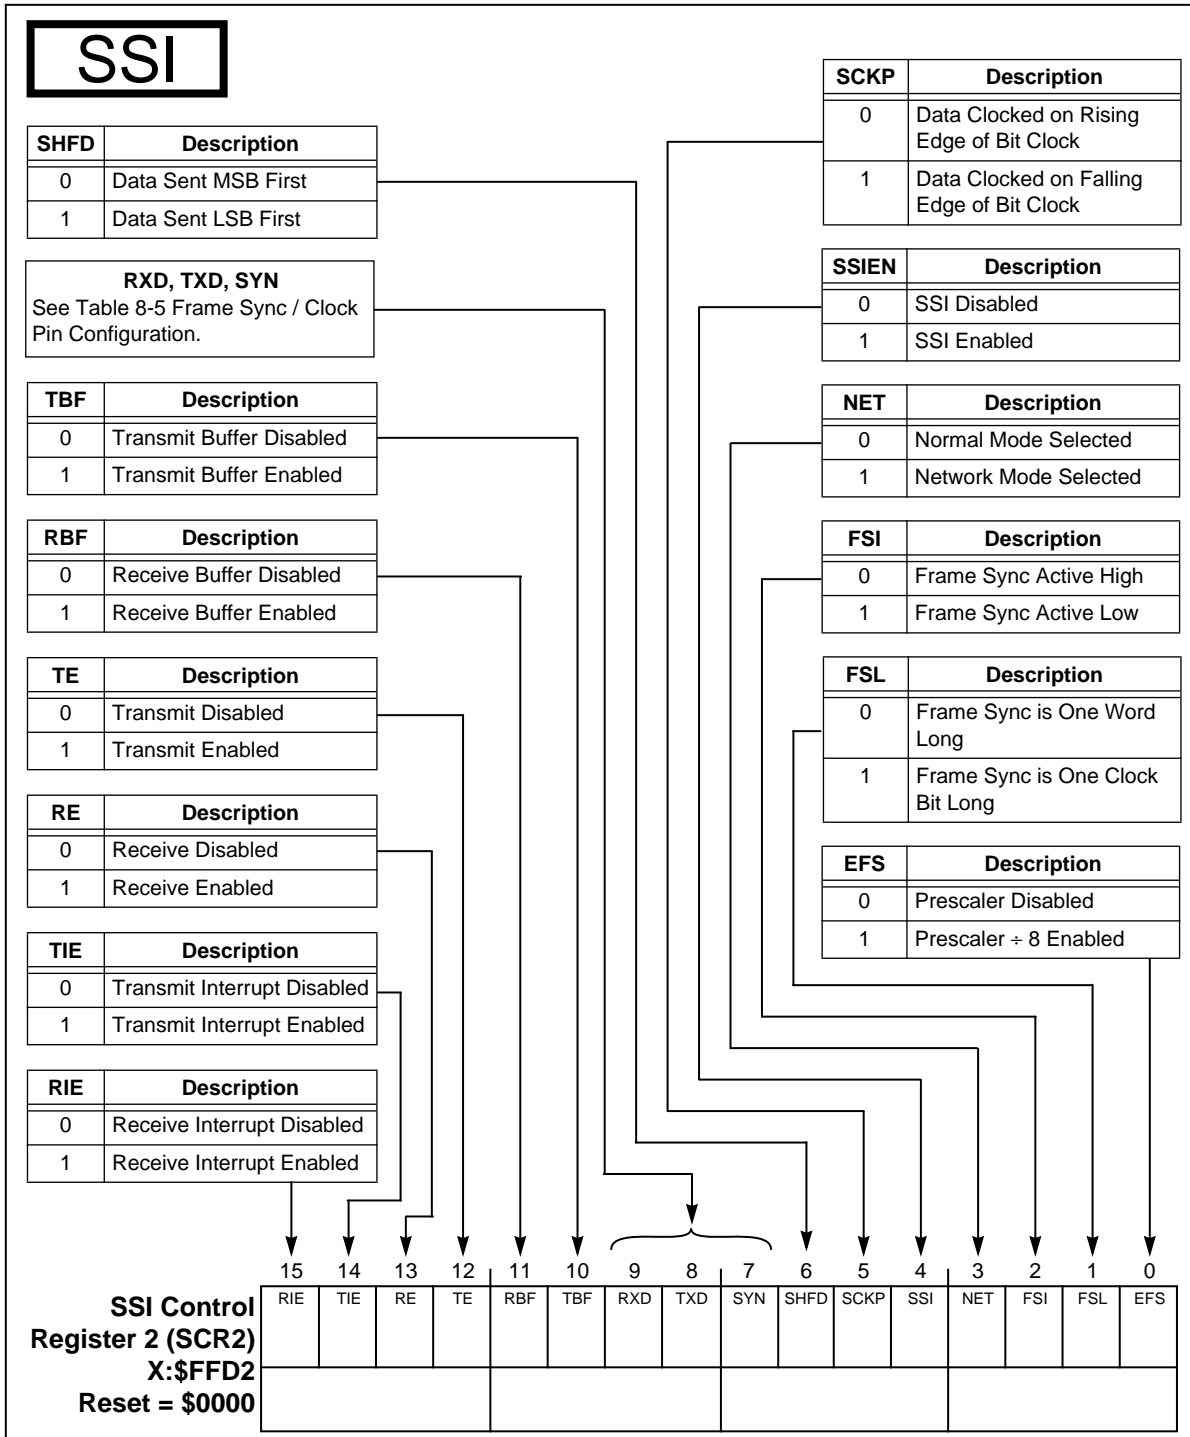 SSI
SHFD Description
0 Data Sent MSB First
1 Data Sent LSB First
RXD, TXD, SYN
See Table 8-5 Frame Sync / Clock
Pin Configuration.
TBF Description
0 Transmit Buffer Disabled
1 Transmit Buffer Enabled
RBF Description
0 Receive Buffer Disabled
1 Receive Buffer Enabled
TE Description
0 Transmit Disabled
1 Transmit Enabled
RE Description
0 Receive Disabled
1 Receive Enabled
TIE Description
0 Transmit Interrupt Disabled
1 Transmit Interrupt Enabled
RIE Description
0 Receive Interrupt Disabled
1 Receive Interrupt Enabled
SCKP Description
0 Data Clocked on Rising
Edge of Bit Clock
1 Data Clocked on Falling
Edge of Bit Clock
SSIEN Description
0 SSI Disabled
1 SSI Enabled
NET Description
0 Normal Mode Selected
1 Network Mode Selected
FSI Description
0 Frame Sync Active High
1 Frame Sync Active Low
FSL Description
0 Frame Sync is One Word
Long
1 Frame Sync is One Clock
Bit Long
EFS Description
0 Prescaler Disabled
1 Prescaler ÷ 8 Enabled
15 14 13 12 11 10 9 8 7 6 5 4 3 2 1 0
RIE TIE RE TE RBF TBF RXD TXD SYN SHFD SCKP SSI NET FSI FSL EFS
SSI Control
Register 2 (SCR2)
X:$FFD2
Reset = $0000